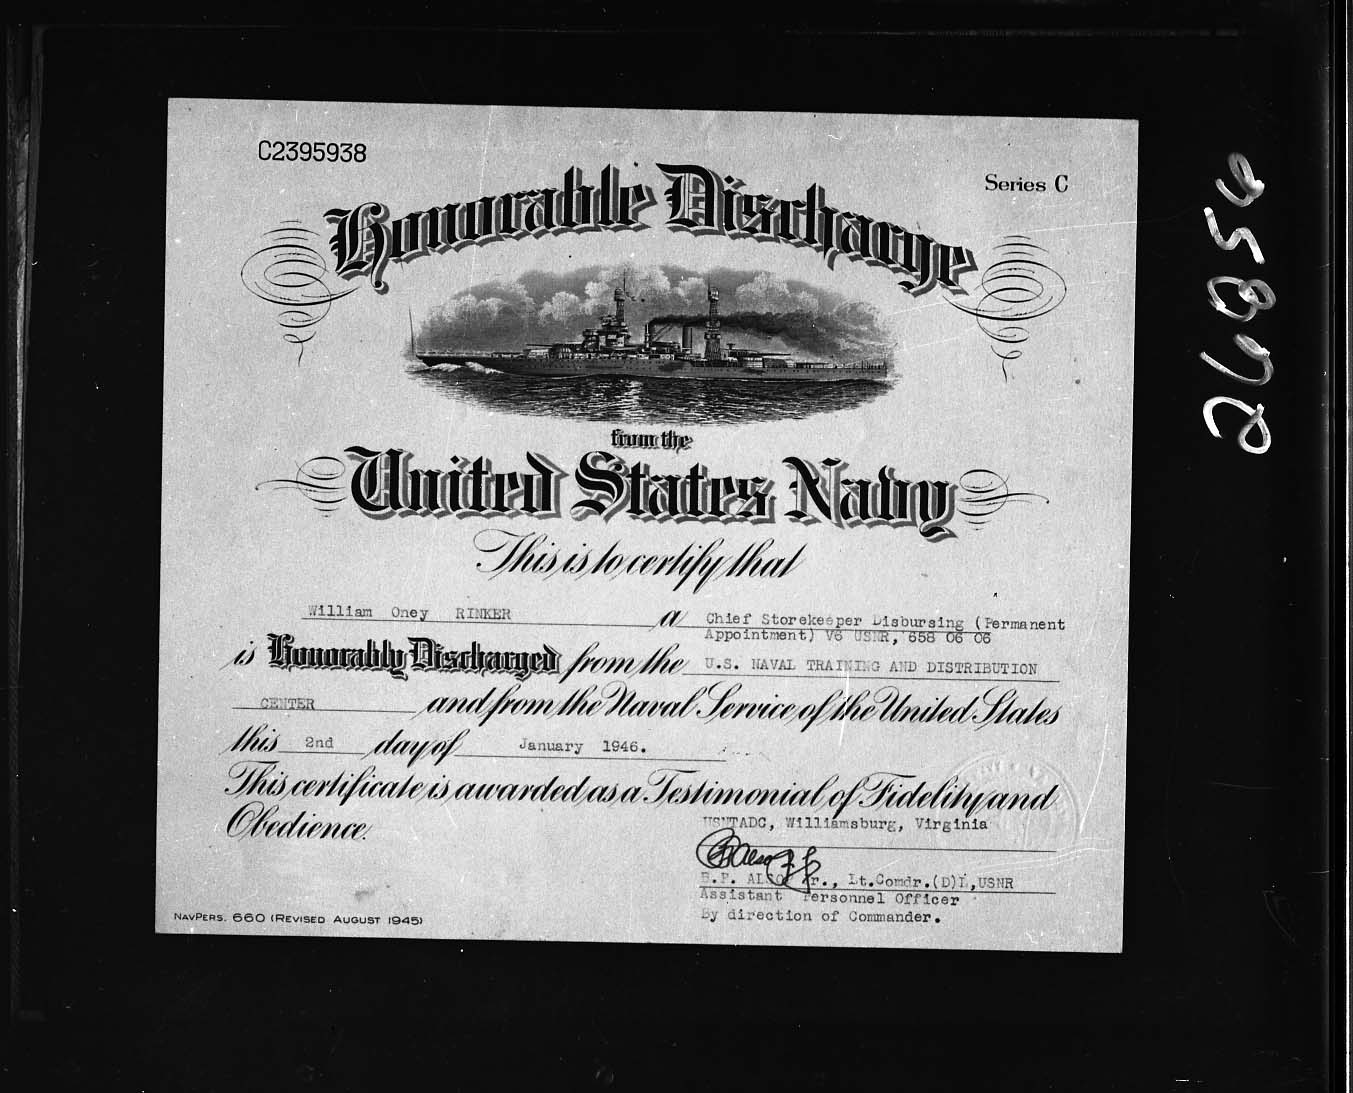 C2395938
Series C
Honorable Discharge
from the
United States Navy
This is to certify that
William Oney RINKER a Chief Storekeeper Disbursing (Permanent
Appointment) V6 USNR, 658 06 06
is Honorably Discharged from the U.S. NAVAL TRAINING AND DISTRIBUTION
CENTER and from the Naval Service of the United States
this 2nd day of January 1946.
This certificate is awarded as a Testimonial of Fidelity and
Obedience.
USNTADC, Williamsburg, Virginia
Jr., Lt.Comdr.(D)L,USNR
Assistant Personnel Officer
By direction of Commander.
NAVPERS. 660 (REVISED AUGUST 1945)
26856